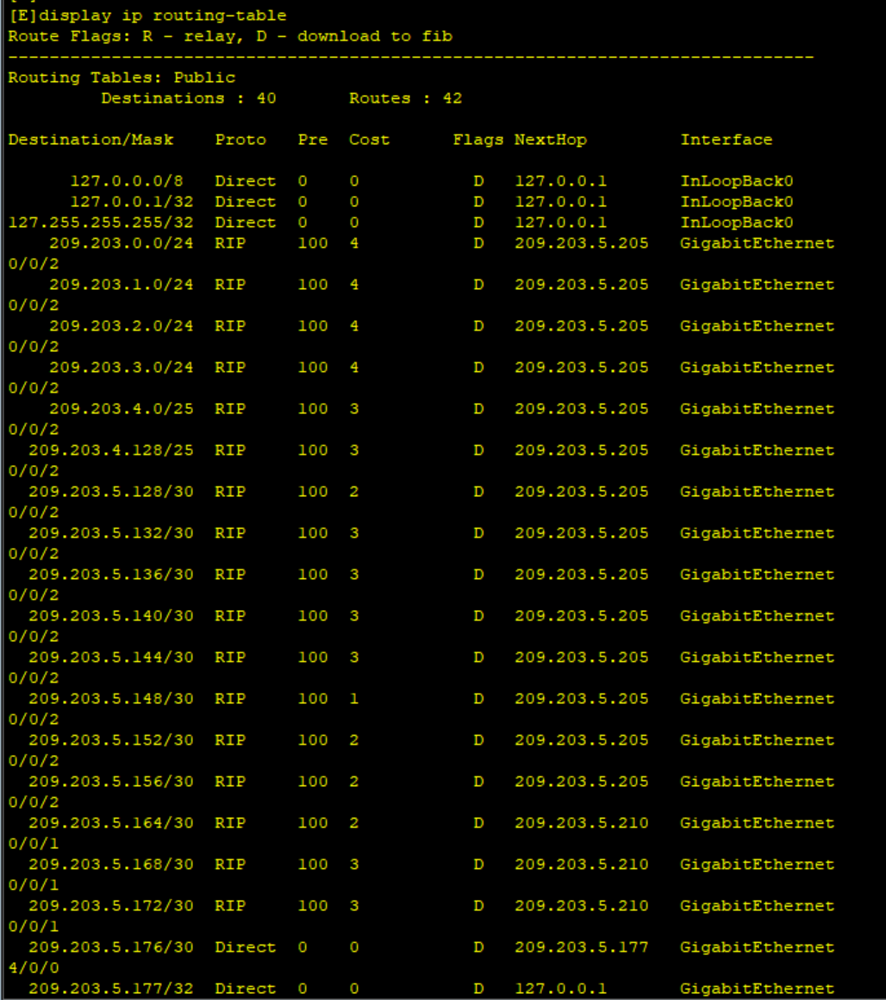 [E]display ip routing-table
Route Flags: R - relay, D - download to fib
------------------------------------------------------------------------------
Routing Tables: Public
         Destinations : 40       Routes : 42

Destination/Mask    Proto   Pre  Cost      Flags NextHop         Interface

      127.0.0.0/8   Direct  0    0           D   127.0.0.1       InLoopBack0
      127.0.0.1/32  Direct  0    0           D   127.0.0.1       InLoopBack0
127.255.255.255/32  Direct  0    0           D   127.0.0.1       InLoopBack0
    209.203.0.0/24  RIP     100  4           D   209.203.5.205   GigabitEthernet
0/0/2
    209.203.1.0/24  RIP     100  4           D   209.203.5.205   GigabitEthernet
0/0/2
    209.203.2.0/24  RIP     100  4           D   209.203.5.205   GigabitEthernet
0/0/2
    209.203.3.0/24  RIP     100  4           D   209.203.5.205   GigabitEthernet
0/0/2
    209.203.4.0/25  RIP     100  3           D   209.203.5.205   GigabitEthernet
0/0/2
  209.203.4.128/25  RIP     100  3           D   209.203.5.205   GigabitEthernet
0/0/2
  209.203.5.128/30  RIP     100  2           D   209.203.5.205   GigabitEthernet
0/0/2
  209.203.5.132/30  RIP     100  3           D   209.203.5.205   GigabitEthernet
0/0/2
  209.203.5.136/30  RIP     100  3           D   209.203.5.205   GigabitEthernet
0/0/2
  209.203.5.140/30  RIP     100  3           D   209.203.5.205   GigabitEthernet
0/0/2
  209.203.5.144/30  RIP     100  3           D   209.203.5.205   GigabitEthernet
0/0/2
  209.203.5.148/30  RIP     100  1           D   209.203.5.205   GigabitEthernet
0/0/2
  209.203.5.152/30  RIP     100  2           D   209.203.5.205   GigabitEthernet
0/0/2
  209.203.5.156/30  RIP     100  2           D   209.203.5.205   GigabitEthernet
0/0/2
  209.203.5.164/30  RIP     100  2           D   209.203.5.210   GigabitEthernet
0/0/1
  209.203.5.168/30  RIP     100  3           D   209.203.5.210   GigabitEthernet
0/0/1
  209.203.5.172/30  RIP     100  3           D   209.203.5.210   GigabitEthernet
0/0/1
  209.203.5.176/30  Direct  0    0           D   209.203.5.177   GigabitEthernet
4/0/0
  209.203.5.177/32  Direct  0    0           D   127.0.0.1       GigabitEthernet